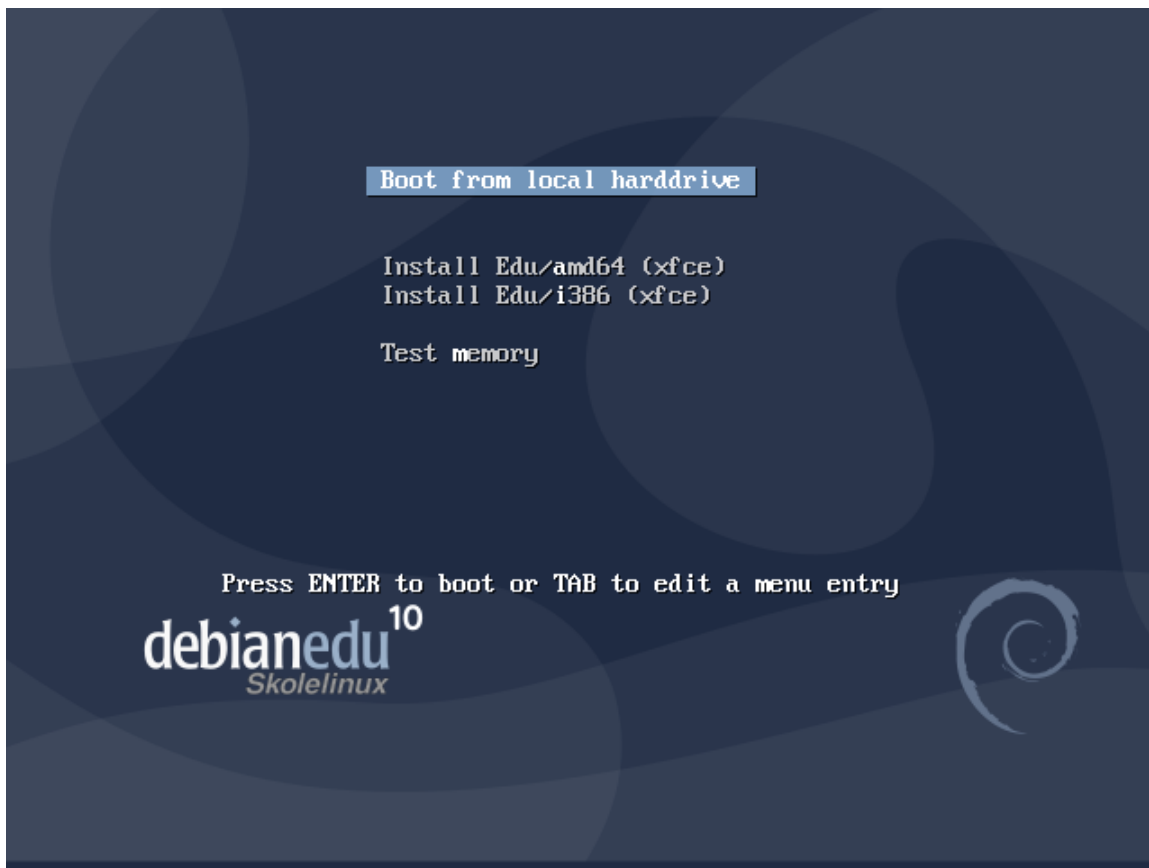 Boot from local harddrive
Install Edu/amd64 (xfce)
Install Edu/i386 (xfce)
Test memory
Press ENTER to boot or TAB to edit a menu entry
debianedu 10
Skolelinux